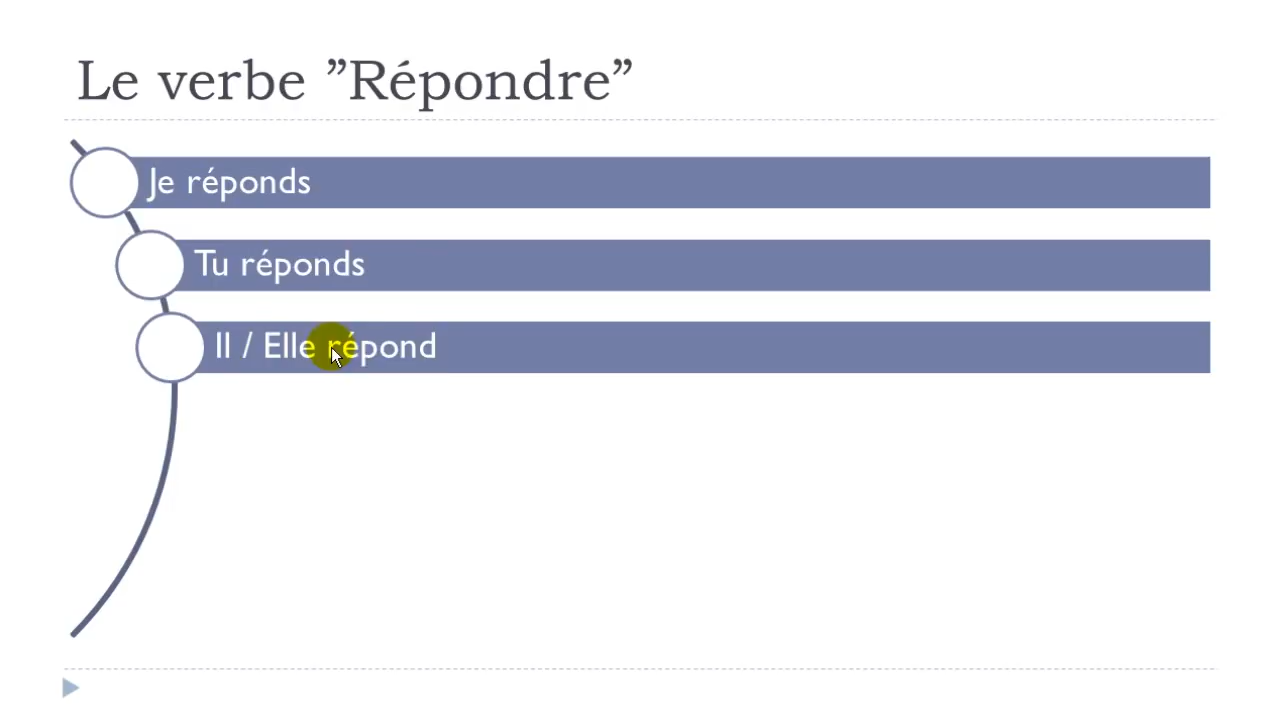 Le verbe ”Répondre”
Je réponds
Tu réponds
Il / Elle répond